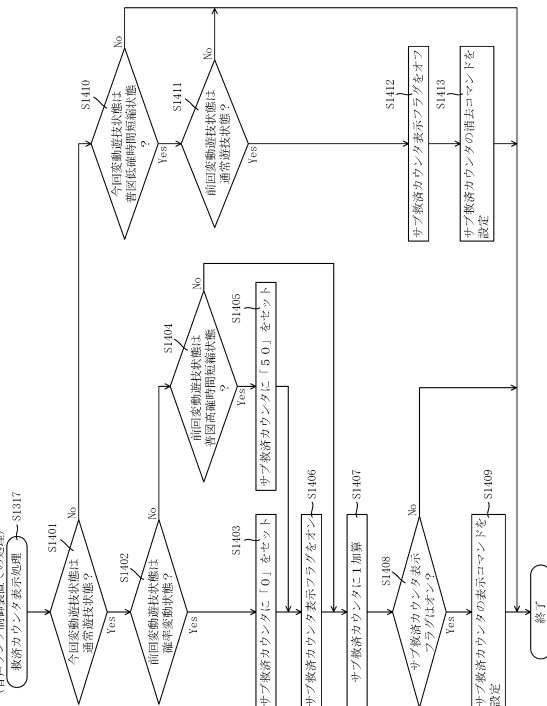 救済カウンタ表示処理
S1317
今回変動遊技状態は
通常遊技状態?
S1401
Yes
No
前回変動遊技状態は
確率変動状態?
S1402
Yes
No
サブ救済カウンタに「0」をセット
S1403
前回変動遊技状態は
普図高確時間短縮状態
?
S1404
Yes
No
サブ救済カウンタに「50」をセット
S1405
サブ救済カウンタ表示フラグをオン
S1406
サブ救済カウンタに1加算
S1407
サブ救済カウンタ表示
フラグはオン?
S1408
Yes
No
サブ救済カウンタの表示コマンドを
設定
S1409
今回変動遊技状態は
普図低確時間短縮状態
?
S1410
Yes
No
前回変動遊技状態は
通常遊技状態?
S1411
Yes
No
サブ救済カウンタ表示フラグをオフ
S1412
サブ救済カウンタの消去コマンドを
設定
S1413
終了